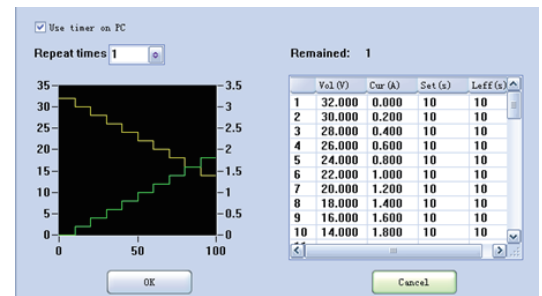 Use timer on PC
Repeat times 1
Remained: 1
35 3.5
30 3
25 2.5
20 2
15 1.5
10 1
5 0.5
0 0
0 50 100
Vol(V) Cur(A) Set(s) Leff(s)
1 32.000 0.000 10 10
2 30.000 0.200 10 10
3 28.000 0.400 10 10
4 26.000 0.600 10 10
5 24.000 0.800 10 10
6 22.000 1.000 10 10
7 20.000 1.200 10 10
8 18.000 1.400 10 10
9 16.000 1.600 10 10
10 14.000 1.800 10 10
OK
Cancel